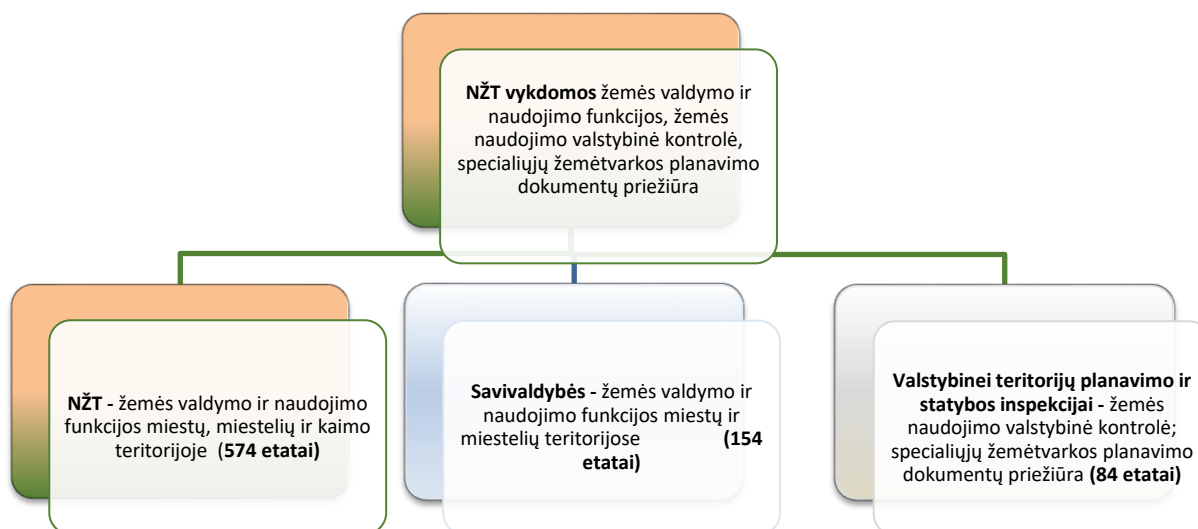 NŽT vykdomos žemės valdymo ir
naudojimo funkcijos, žemės
naudojimo valstybinė kontrolė,
specialiųjų žemėtvarkos planavimo
dokumentų priežiūra
NŽT - žemės valdymo ir naudojimo
funkcijos miestų, miestelių ir kaimo
teritorijoje (574 etatai)
Savivaldybės - žemės valdymo ir
naudojimo funkcijos miestų ir
miestelių teritorijose (154
etatai)
Valstybinei teritorijų planavimo ir
statybos inspekcijai - žemės
naudojimo valstybinė kontrolė;
specialiųjų žemėtvarkos planavimo
dokumentų priežiūra (84 etatai)